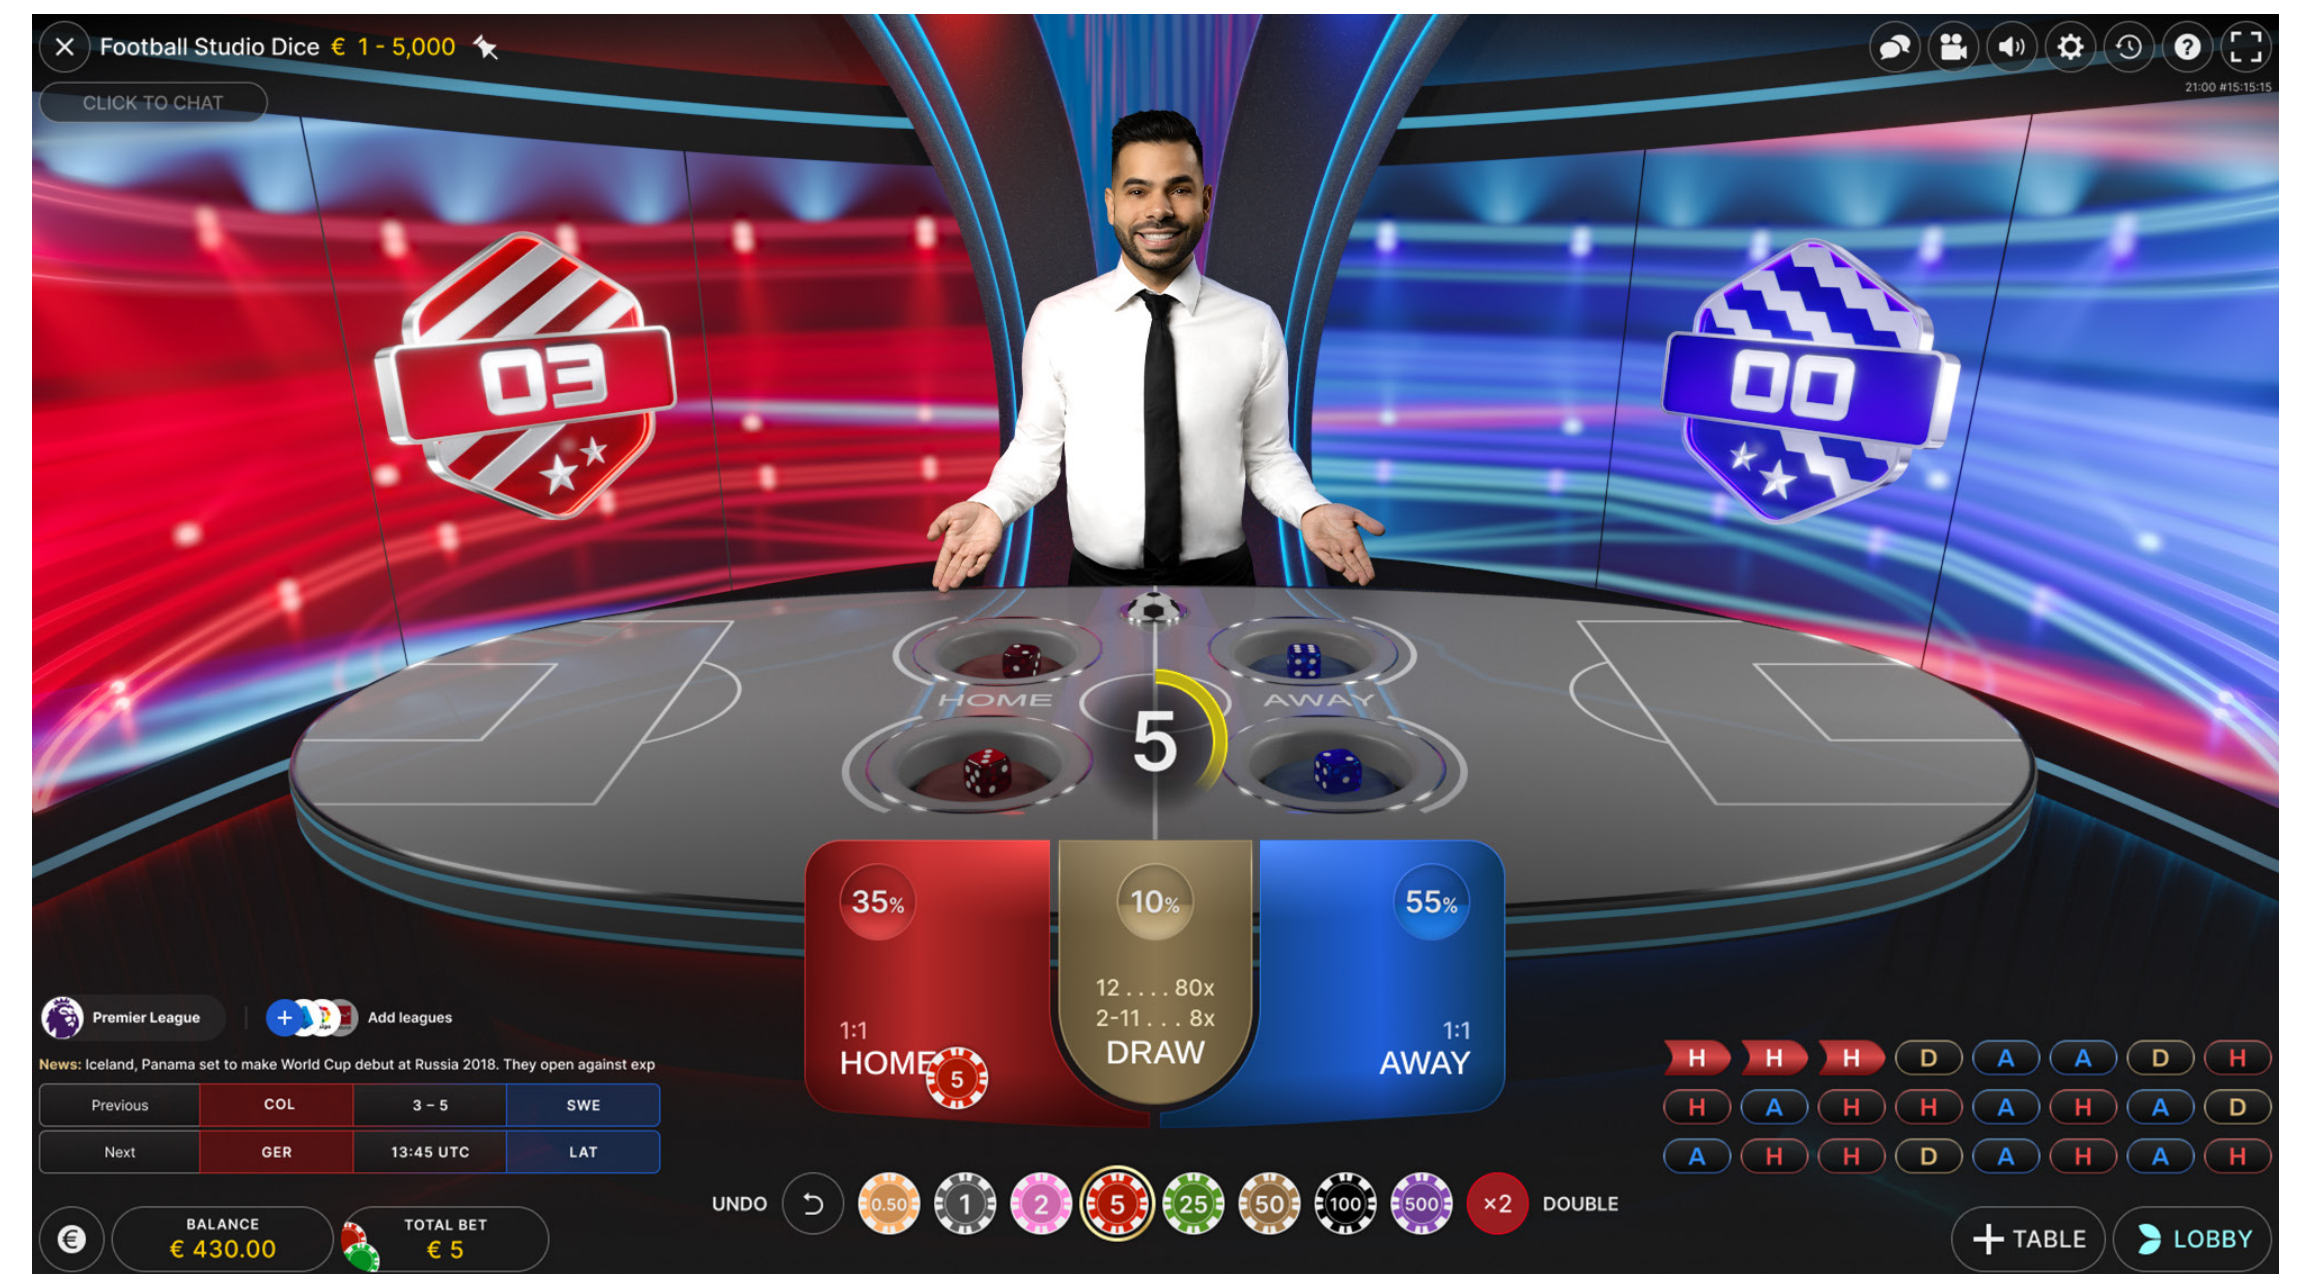 Football Studio Dice € 1 - 5,000
CLICK TO CHAT
21:00 #15:15:15
03
00
HOME
AWAY
5
35%
10%
55%
12 . . . . 80x
2-11 . . . 8x
DRAW
1:1
HOME
5
1:1
AWAY
Premier League
Add leagues
News: Iceland, Panama set to make World Cup debut at Russia 2018. They open against exp
Previous COL 3 – 5 SWE
Next GER 13:45 UTC LAT
H H H D A A D H
H A H H A H A D
A H H D A H A H
UNDO 0.50 1 2 5 25 50 100 500 ×2 DOUBLE
€
BALANCE
€ 430.00
TOTAL BET
€ 5
TABLE
LOBBY